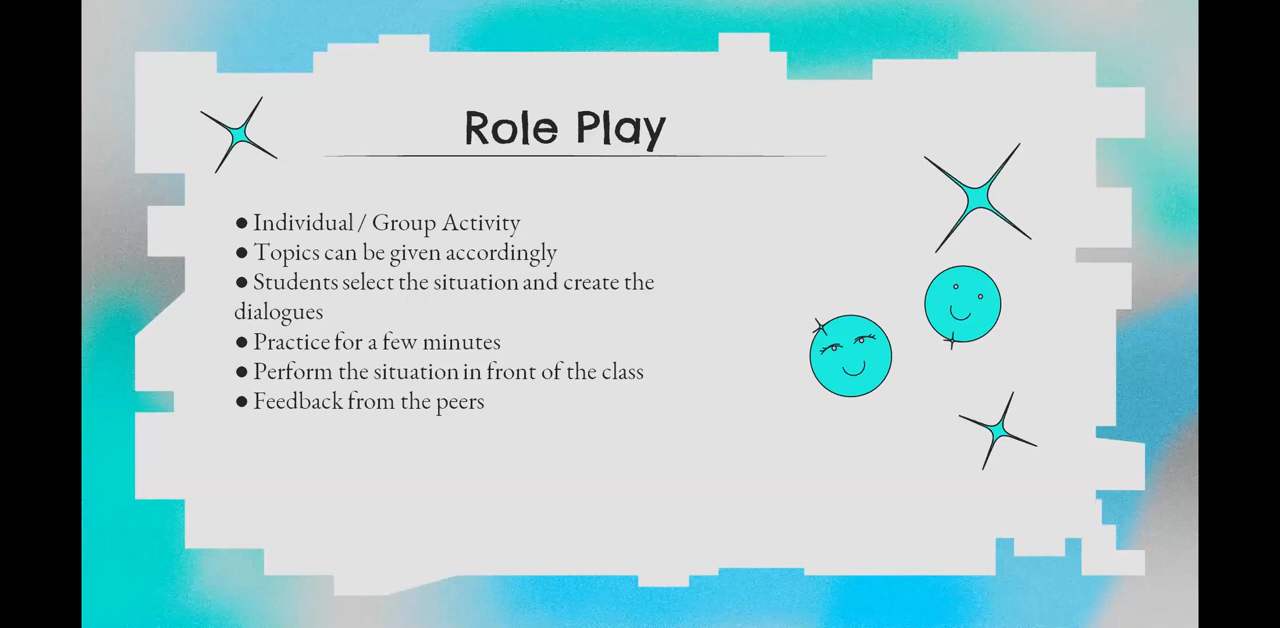 Role Play
● Individual / Group Activity
● Topics can be given accordingly
● Students select the situation and create the
dialogues
● Practice for a few minutes
● Perform the situation in front of the class
● Feedback from the peers